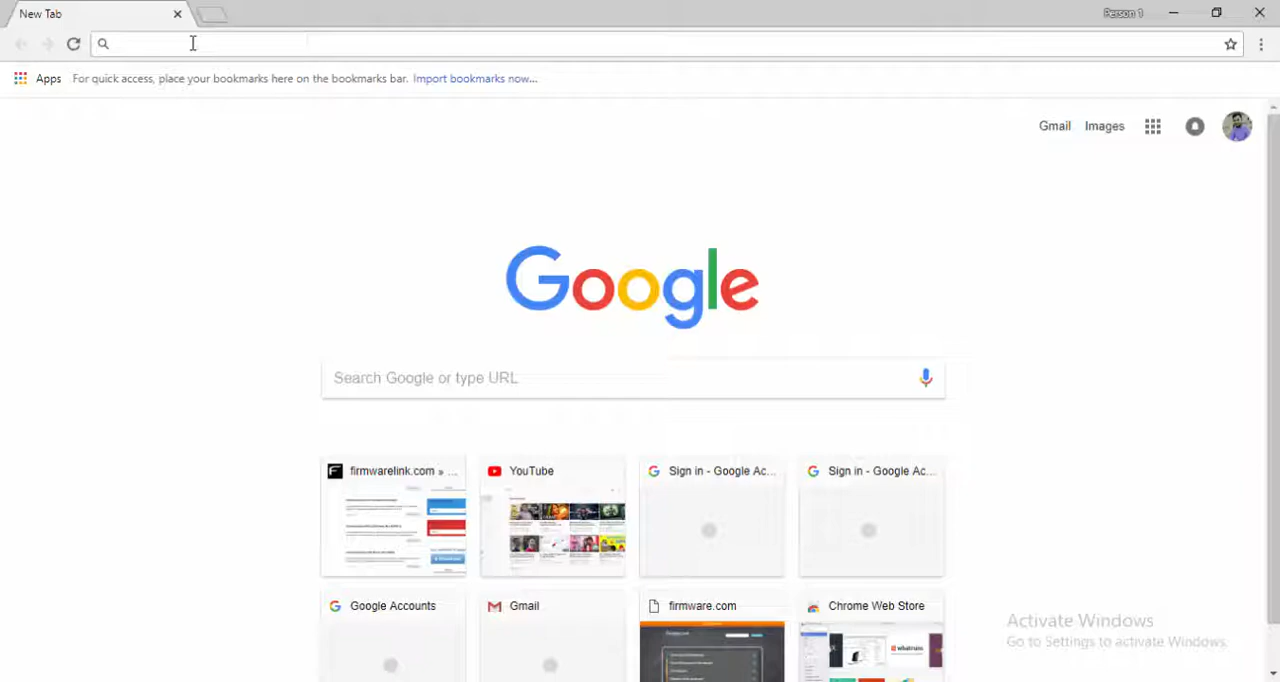 New Tab
Person 1
Apps For quick access, place your bookmarks here on the bookmarks bar. Import bookmarks now...
Gmail Images
Google
Search Google or type URL
firmwarelink.com » ...
YouTube
Sign in - Google Ac...
Sign in - Google Ac...
Google Accounts
Gmail
firmware.com
Chrome Web Store
Activate Windows
Go to Settings to activate Windows.